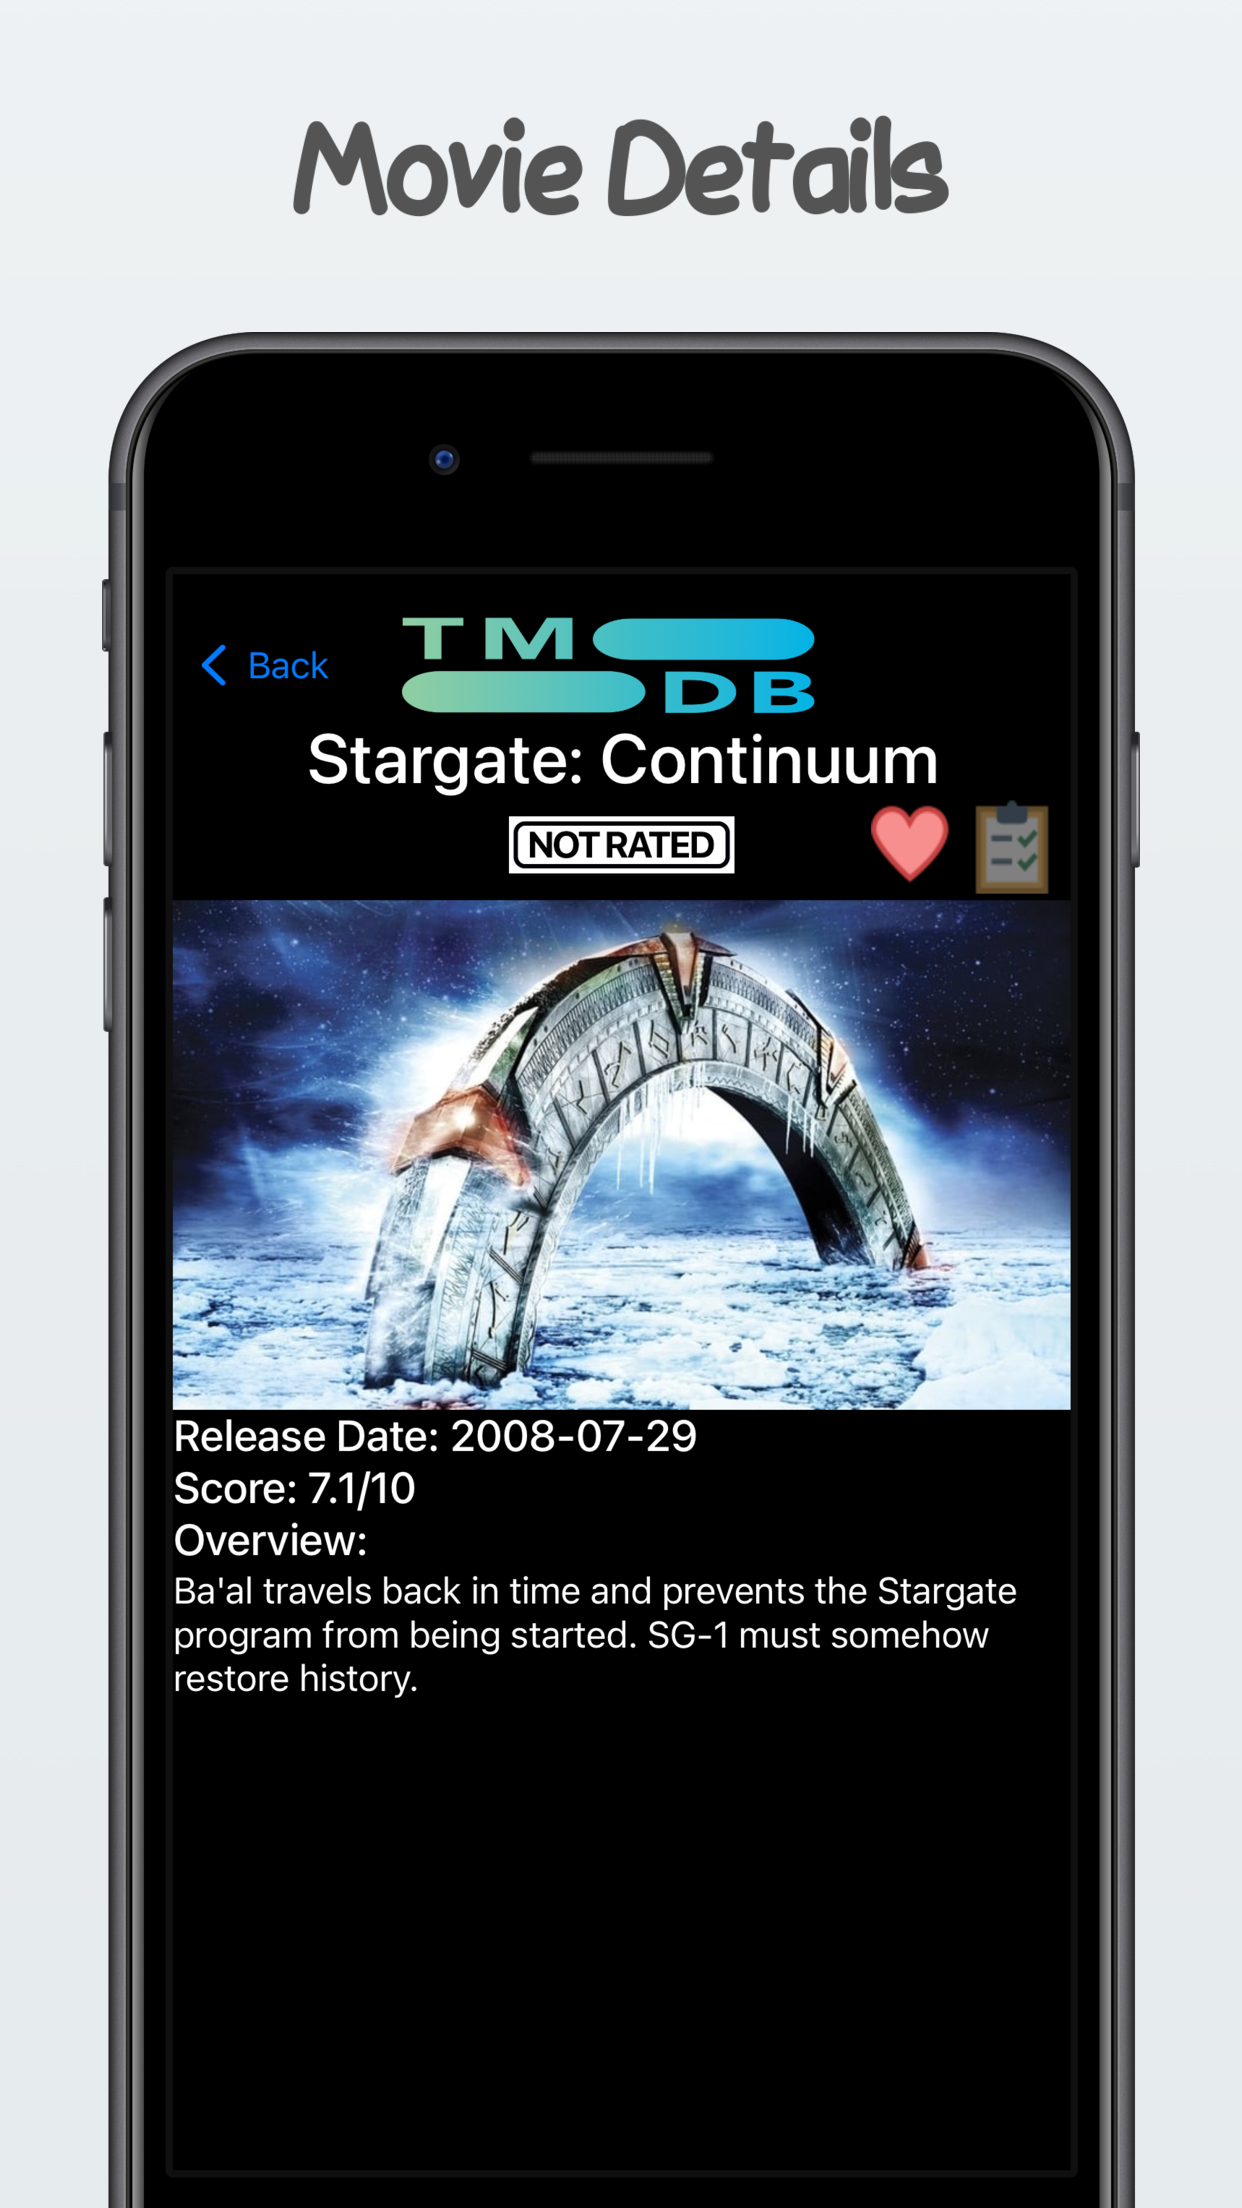 Movie Details
Back
TM
DB
Stargate: Continuum
NOT RATED
Release Date: 2008-07-29
Score: 7.1/10
Overview:
Ba'al travels back in time and prevents the Stargate
program from being started. SG-1 must somehow
restore history.